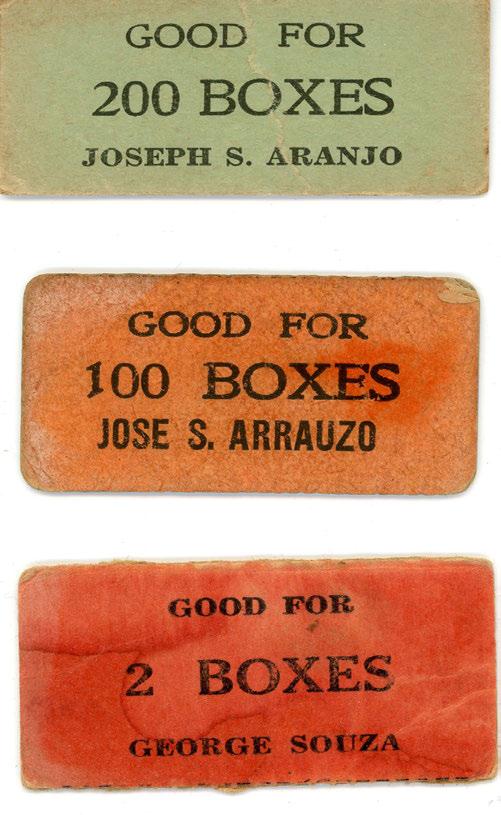 GOOD FOR
200 BOXES
JOSEPH S. ARANJO
GOOD FOR
100 BOXES
JOSE S. ARRAUZO
GOOD FOR
2 BOXES
GEORGE SOUZA